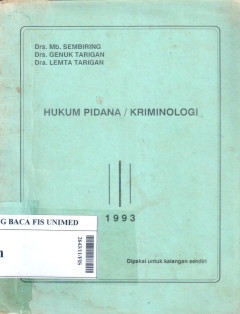 Drs. Mb. SEMBIRING
Drs. GENUK TARIGAN
Dra. LEMTA TARIGAN
HUKUM PIDANA / KRIMINOLOGI
1993
G BACA FIS UNIMED
Dipakai untuk kalangan sendiri